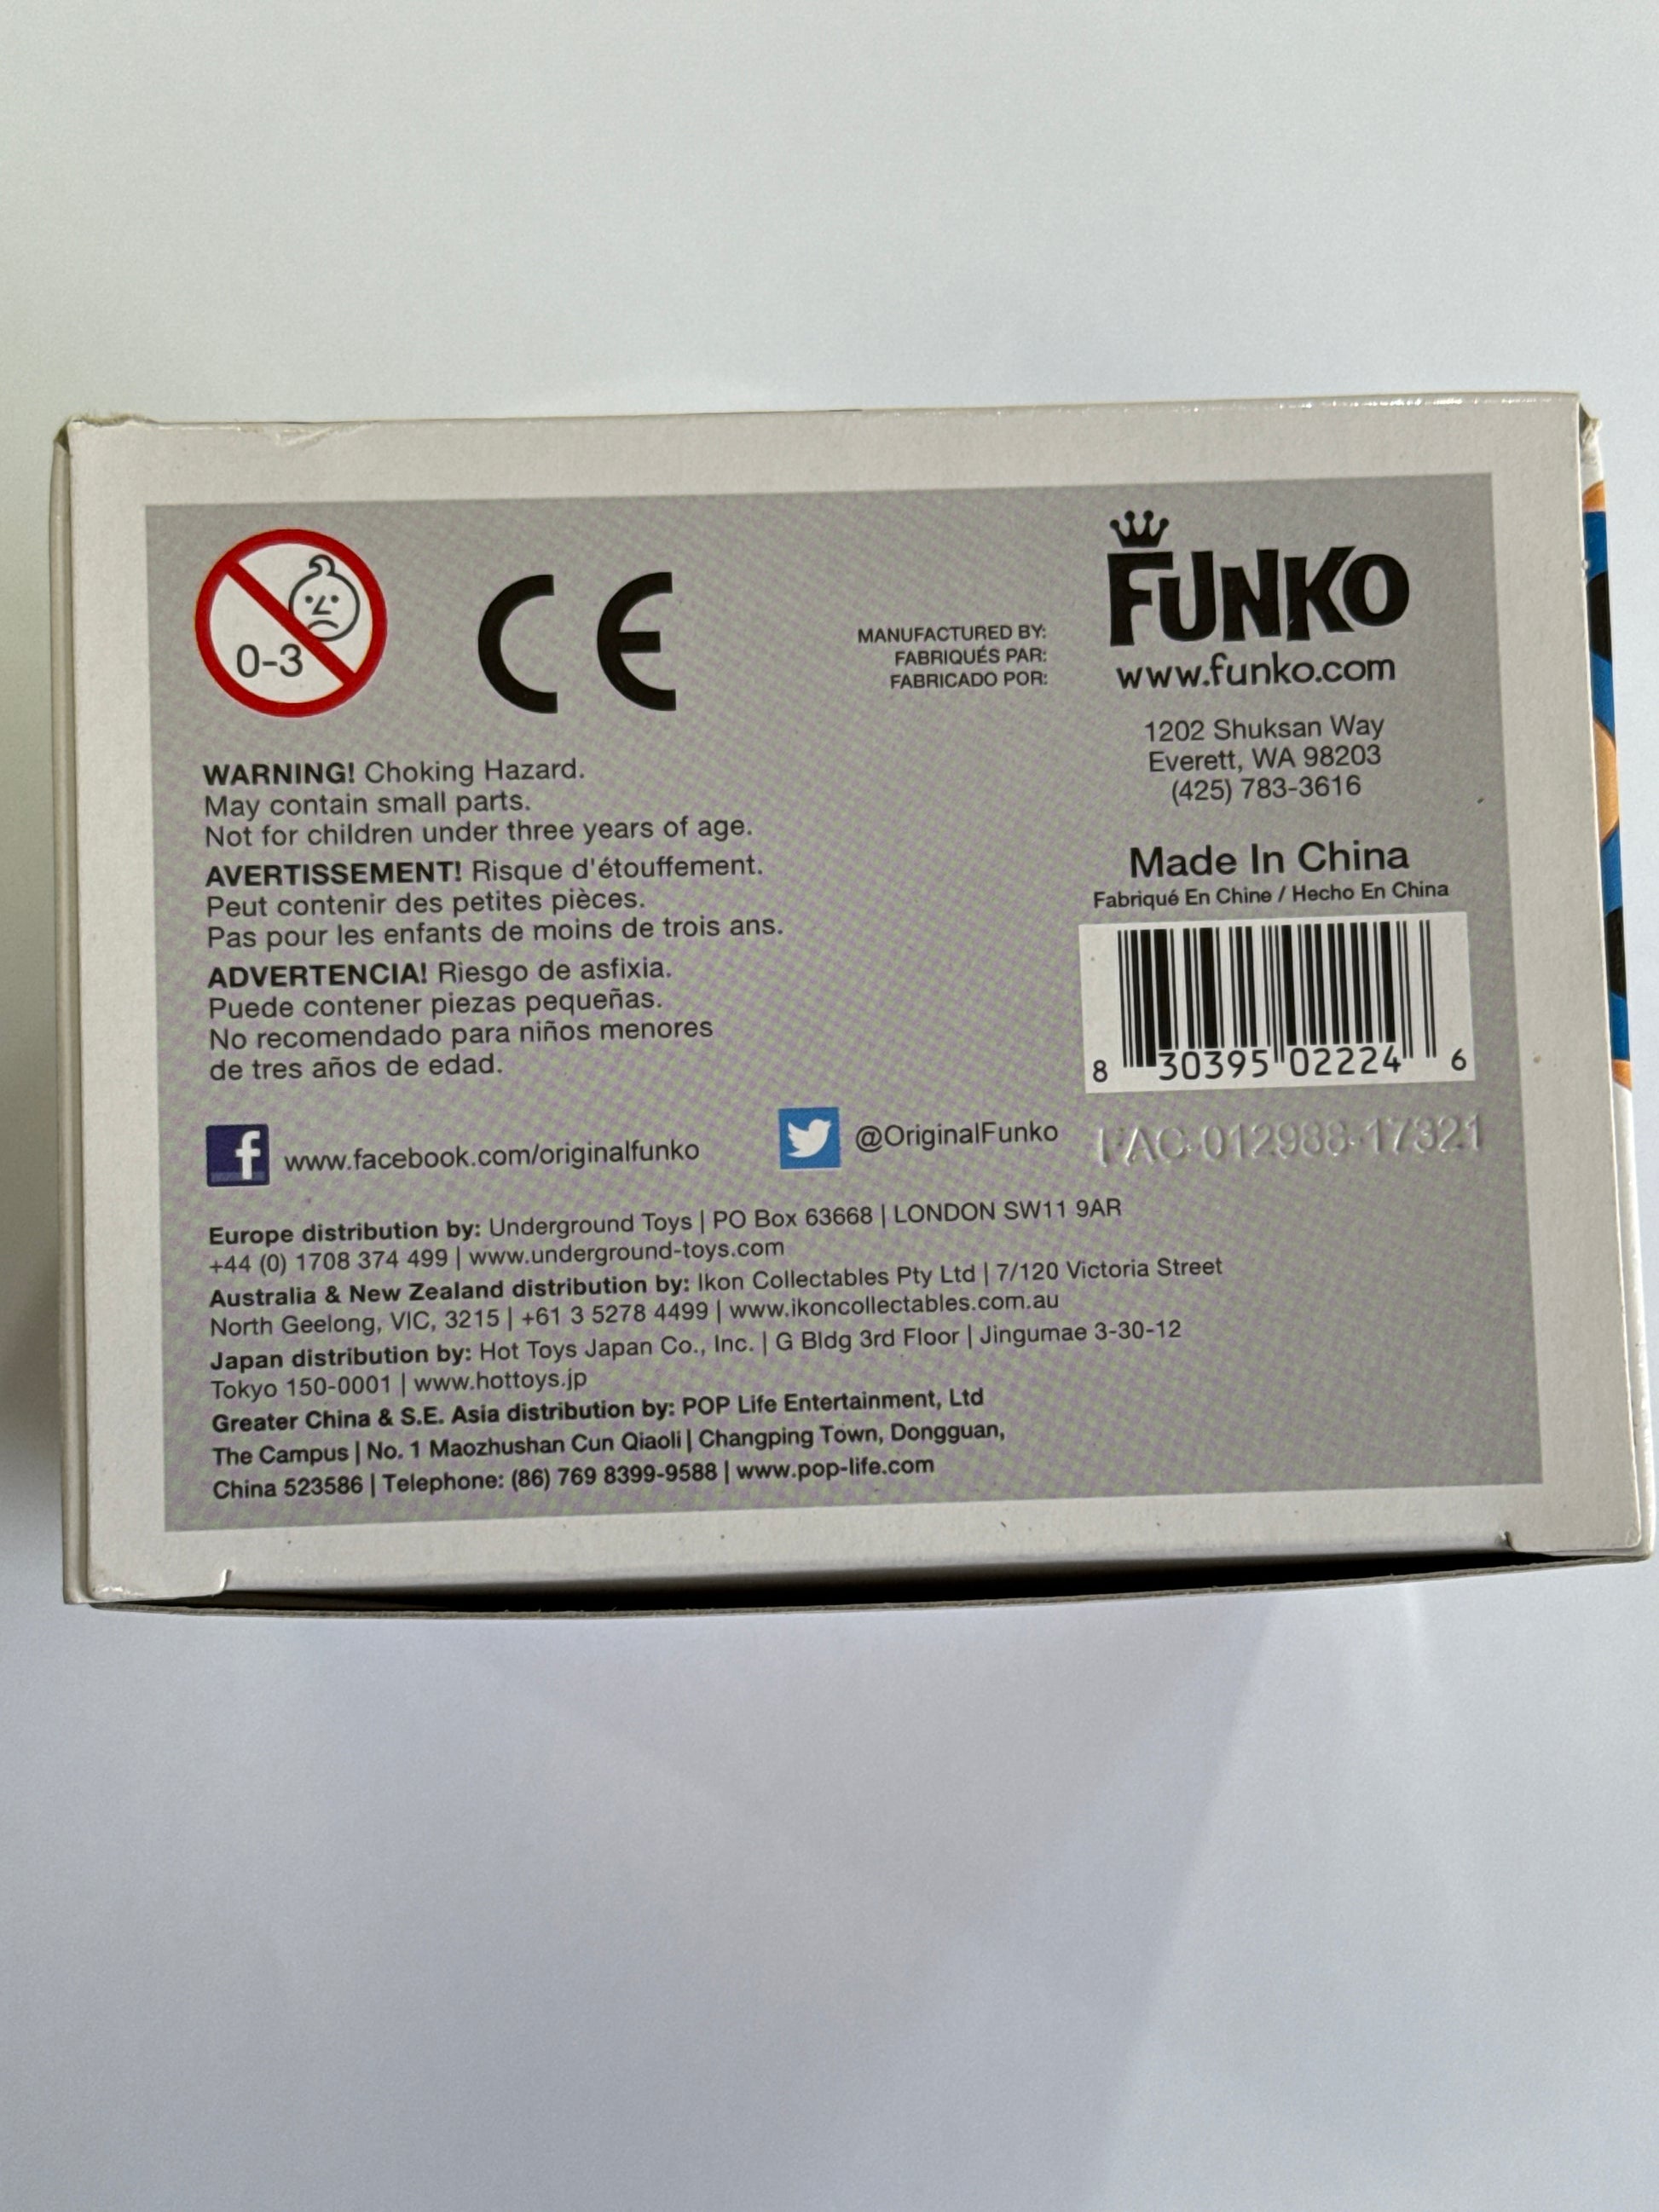 0-3
CE
MANUFACTURED BY:
FABRIQUÉS PAR:
FABRICADO POR:
FUNKO
www.funko.com
1202 Shuksan Way
Everett, WA 98203
(425) 783-3616
WARNING! Choking Hazard.
May contain small parts.
Not for children under three years of age.
AVERTISSEMENT! Risque d'étouffement.
Peut contenir des petites pièces.
Pas pour les enfants de moins de trois ans.
ADVERTENCIA! Riesgo de asfixia.
Puede contener piezas pequeñas.
No recomendado para niños menores
de tres años de edad.
Made In China
Fabriqué En Chine / Hecho En China
8 30395 02224 6
f www.facebook.com/originalfunko
@OriginalFunko
FAC-012988-17321
Europe distribution by: Underground Toys | PO Box 63668 | LONDON SW11 9AR
+44 (0) 1708 374 499 | www.underground-toys.com
Australia & New Zealand distribution by: Ikon Collectables Pty Ltd | 7/120 Victoria Street
North Geelong, VIC, 3215 | +61 3 5278 4499 | www.ikoncollectables.com.au
Japan distribution by: Hot Toys Japan Co., Inc. | G Bldg 3rd Floor | Jingumae 3-30-12
Tokyo 150-0001 | www.hottoys.jp
Greater China & S.E. Asia distribution by: POP Life Entertainment, Ltd
The Campus | No. 1 Maozhushan Cun Qiaoli | Changping Town, Dongguan,
China 523586 | Telephone: (86) 769 8399-9588 | www.pop-life.com